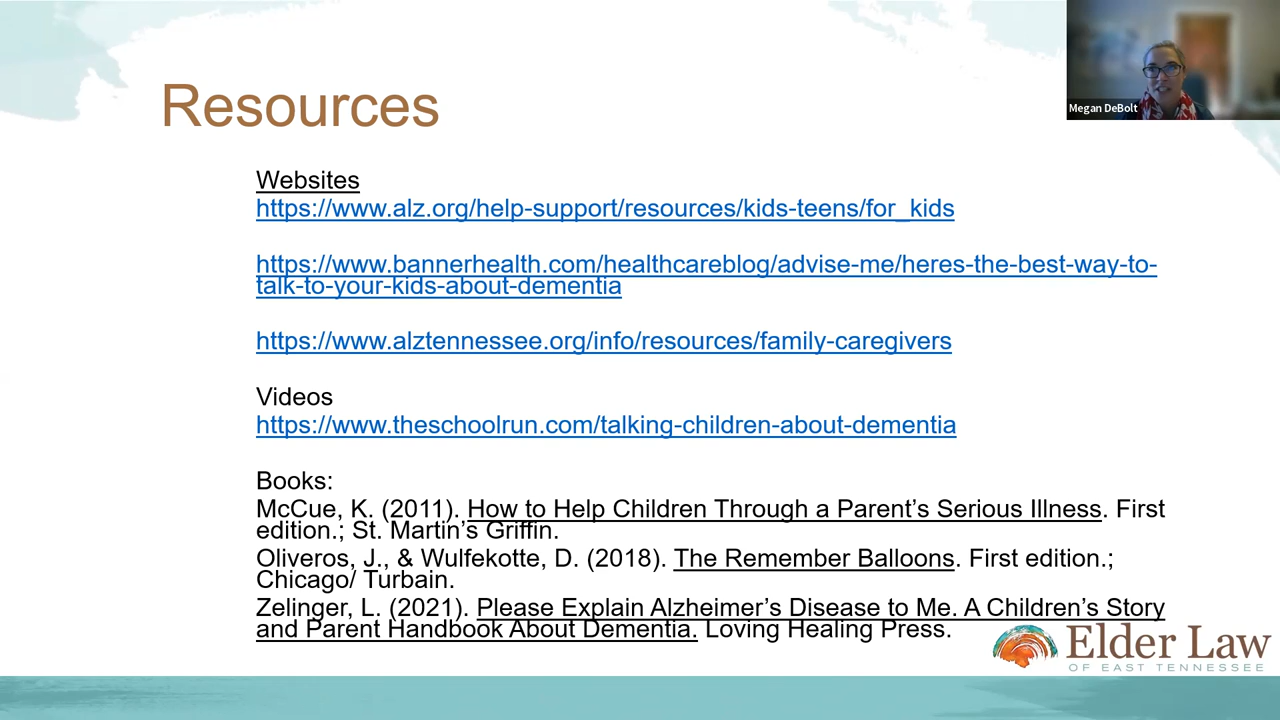 Resources
Megan DeBolt
Websites
https://www.alz.org/help-support/resources/kids-teens/for_kids
https://www.bannerhealth.com/healthcareblog/advise-me/heres-the-best-way-to-
talk-to-your-kids-about-dementia
https://www.alztennessee.org/info/resources/family-caregivers
Videos
https://www.theschoolrun.com/talking-children-about-dementia
Books:
McCue, K. (2011). How to Help Children Through a Parent’s Serious Illness. First
edition.; St. Martin’s Griffin.
Oliveros, J., & Wulfekotte, D. (2018). The Remember Balloons. First edition.;
Chicago/ Turbain.
Zelinger, L. (2021). Please Explain Alzheimer’s Disease to Me. A Children’s Story
and Parent Handbook About Dementia. Loving Healing Press.
Elder Law
OF EAST TENNESSEE